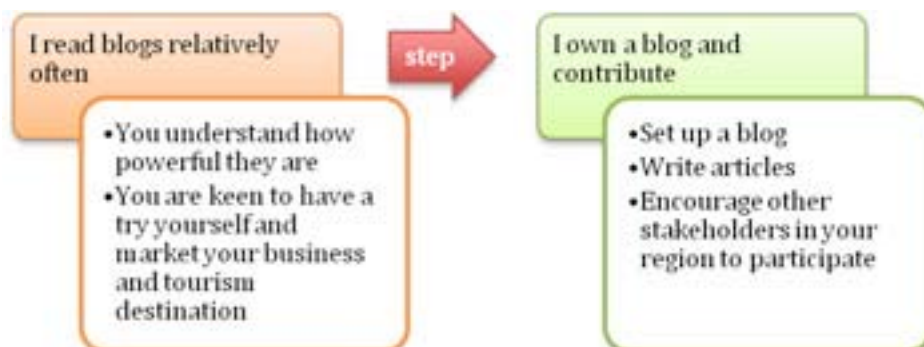 I read blogs relatively
often
•You understand how
powerful they are
•You are keen to have a
try yourself and
market your business
and tourism
destination
step
I own a blog and
contribute
•Set up a blog
•Write articles
•Encourage other
stakeholders in your
region to participate